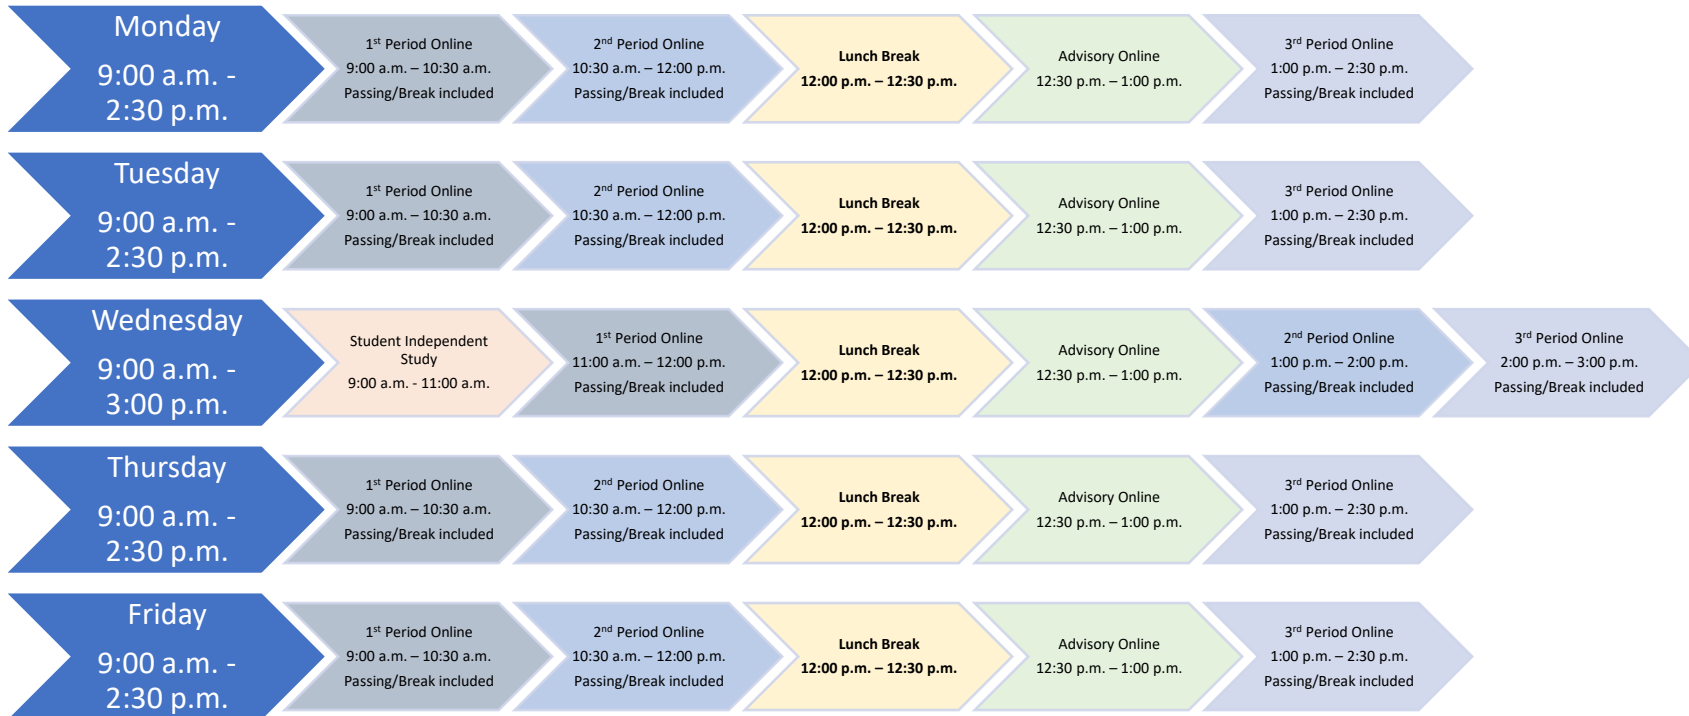 Monday
9:00 a.m. -
2:30 p.m.
1st Period Online
9:00 a.m. – 10:30 a.m.
Passing/Break included
2nd Period Online
10:30 a.m. – 12:00 p.m.
Passing/Break included
Lunch Break
12:00 p.m. – 12:30 p.m.
Advisory Online
12:30 p.m. – 1:00 p.m.
3rd Period Online
1:00 p.m. – 2:30 p.m.
Passing/Break included
Tuesday
9:00 a.m. -
2:30 p.m.
1st Period Online
9:00 a.m. – 10:30 a.m.
Passing/Break included
2nd Period Online
10:30 a.m. – 12:00 p.m.
Passing/Break included
Lunch Break
12:00 p.m. – 12:30 p.m.
Advisory Online
12:30 p.m. – 1:00 p.m.
3rd Period Online
1:00 p.m. – 2:30 p.m.
Passing/Break included
Wednesday
9:00 a.m. -
3:00 p.m.
Student Independent
Study
9:00 a.m. - 11:00 a.m.
1st Period Online
11:00 a.m. – 12:00 p.m.
Passing/Break included
Lunch Break
12:00 p.m. – 12:30 p.m.
Advisory Online
12:30 p.m. – 1:00 p.m.
2nd Period Online
1:00 p.m. – 2:00 p.m.
Passing/Break included
3rd Period Online
2:00 p.m. – 3:00 p.m.
Passing/Break included
Thursday
9:00 a.m. -
2:30 p.m.
1st Period Online
9:00 a.m. – 10:30 a.m.
Passing/Break included
2nd Period Online
10:30 a.m. – 12:00 p.m.
Passing/Break included
Lunch Break
12:00 p.m. – 12:30 p.m.
Advisory Online
12:30 p.m. – 1:00 p.m.
3rd Period Online
1:00 p.m. – 2:30 p.m.
Passing/Break included
Friday
9:00 a.m. -
2:30 p.m.
1st Period Online
9:00 a.m. – 10:30 a.m.
Passing/Break included
2nd Period Online
10:30 a.m. – 12:00 p.m.
Passing/Break included
Lunch Break
12:00 p.m. – 12:30 p.m.
Advisory Online
12:30 p.m. – 1:00 p.m.
3rd Period Online
1:00 p.m. – 2:30 p.m.
Passing/Break included